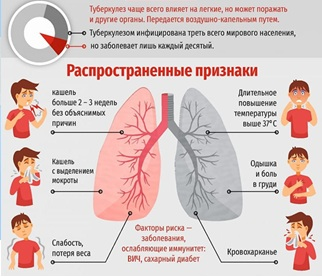 Туберкулез чаще всего влияет на легкие, но может поражать
и другие органы. Передается воздушно-капельным путем.
Туберкулезом инфицирована треть всего мирового населения,
но заболевает лишь каждый десятый.
Распространенные признаки
кашель
больше 2 – 3 недель
без объяснимых
причин
Кашель
с выделением
мокроты
Слабость,
потеря веса
Длительное
повышение
температуры
выше 37°C
Одышка
и боль
в груди
Кровохарканье
Факторы риска —
заболевания,
ослабляющие иммунитет:
ВИЧ, сахарный диабет